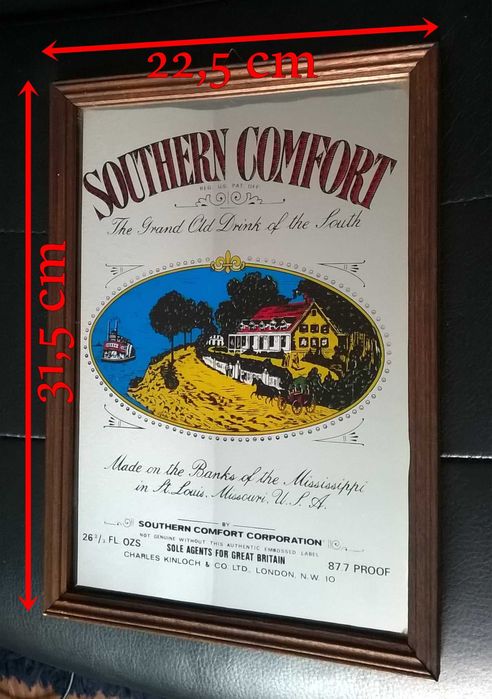 22,5 cm
31,5 cm
SOUTHERN COMFORT
REG. U.S. PAT. OFF.
The Grand Old Drink of the South
Made on the Banks of the Mississippi
in St. Louis, Missouri, U.S.A.
BY
SOUTHERN COMFORT CORPORATION
NOT GENUINE WITHOUT THIS AUTHENTIC EMBOSSED LABEL
26 2/3 FL OZS
SOLE AGENTS FOR GREAT BRITAIN
87.7 PROOF
CHARLES KINLOCH & CO. LTD., LONDON, N.W. 10